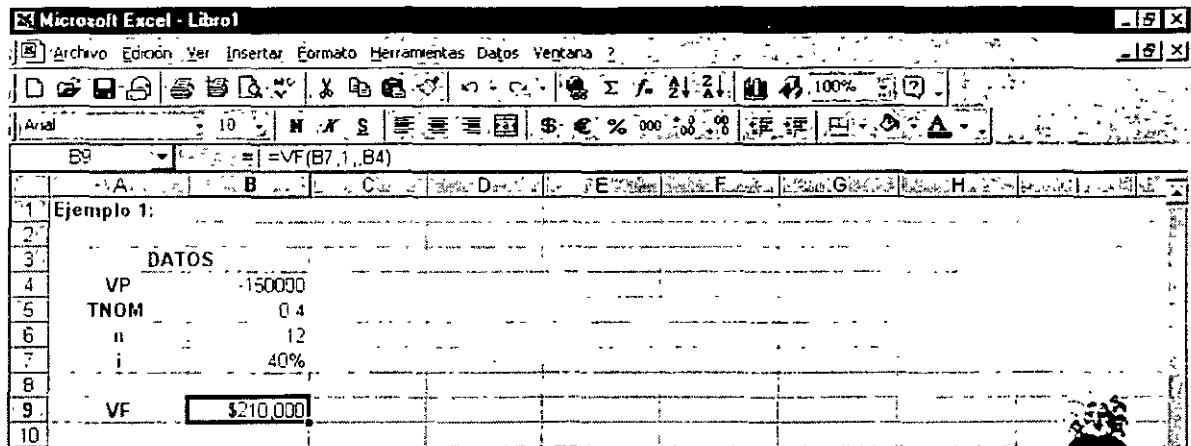 Microsoft Excel - Libro1
Archivo Edición Ver Insertar Formato Herramientas Datos Ventana ?
100%
Arial 10 N K S $ € % 000
B9 = =VF(B7,1,,B4)
A B C D E F G H I
1 Ejemplo 1:
2
3 DATOS
4 VP -150000
5 TNOM 0.4
6 n 12
7 i 40%
8
9 VF $210,000
10